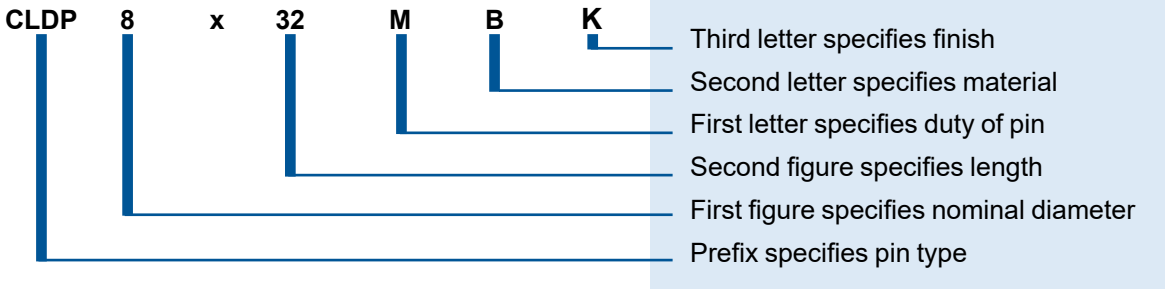 CLDP 8 x 32 M B K
Third letter specifies finish
Second letter specifies material
First letter specifies duty of pin
Second figure specifies length
First figure specifies nominal diameter
Prefix specifies pin type